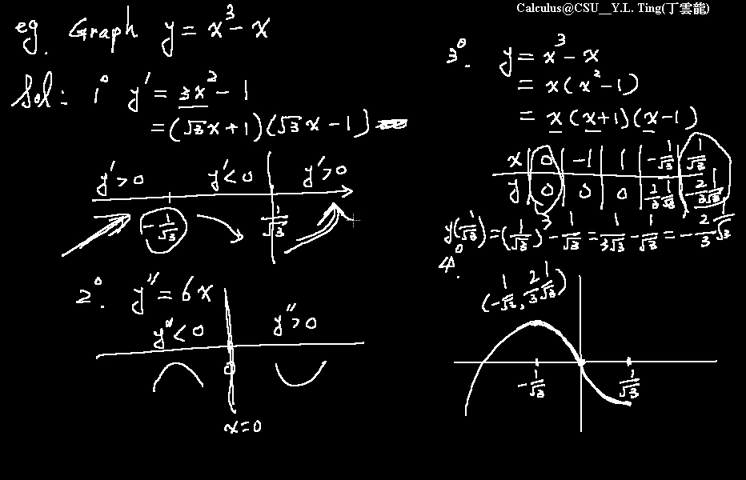 Calculus@CSU__Y.L. Ting(丁雲龍)
eg. Graph y = x³ - x
Sol: 1° y' = 3x² - 1
= (√3x + 1)(√3x - 1)
y' > 0 y' < 0 y' > 0
-1/√3 1/√3
2°. y'' = 6x
y'' < 0 y'' > 0
0
x = 0
3°. y = x³ - x
= x(x² - 1)
= x(x+1)(x-1)
x | 0 | -1 | 1 | -1/√3 | 1/√3
y | 0 | 0 | 0 | 2/3 1/√3 | -2/3 1/√3
y(1/√3) = (1/√3)³ - 1/√3 = 1/3√3 - 1/√3 = -2/3 1/√3
4°.
(-1/√3, 2/3 1/√3)
-1/√3 1/√3